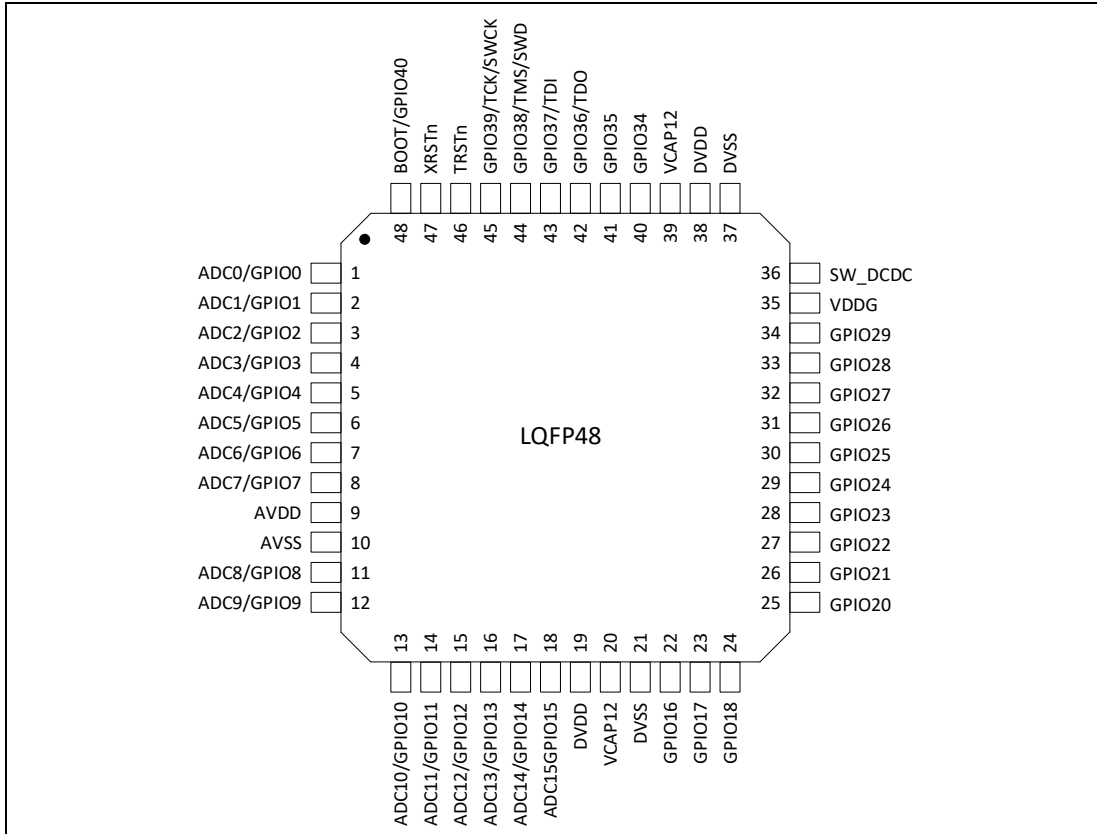 BOOT/GPIO40
XRSTn
TRSTn
GPIO39/TCK/SWCK
GPIO38/TMS/SWD
GPIO37/TDI
GPIO36/TDO
GPIO35
GPIO34
VCAP12
DVDD
DVSS
48
47
46
45
44
43
42
41
40
39
38
37
ADC0/GPIO0 1
ADC1/GPIO1 2
ADC2/GPIO2 3
ADC3/GPIO3 4
ADC4/GPIO4 5
ADC5/GPIO5 6
ADC6/GPIO6 7
ADC7/GPIO7 8
AVDD 9
AVSS 10
ADC8/GPIO8 11
ADC9/GPIO9 12
LQFP48
36 SW_DCDC
35 VDDG
34 GPIO29
33 GPIO28
32 GPIO27
31 GPIO26
30 GPIO25
29 GPIO24
28 GPIO23
27 GPIO22
26 GPIO21
25 GPIO20
13
14
15
16
17
18
19
20
21
22
23
24
ADC10/GPIO10
ADC11/GPIO11
ADC12/GPIO12
ADC13/GPIO13
ADC14/GPIO14
ADC15GPIO15
DVDD
VCAP12
DVSS
GPIO16
GPIO17
GPIO18